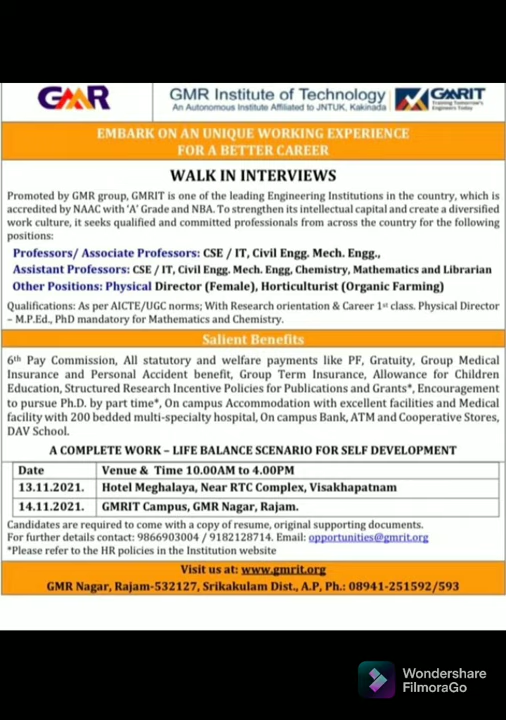 GMR
GMR Institute of Technology
An Autonomous Institute Affiliated to JNTUK, Kakinada
GMRIT
Training Tomorrow's
Engineers Today
EMBARK ON AN UNIQUE WORKING EXPERIENCE
FOR A BETTER CAREER
WALK IN INTERVIEWS
Promoted by GMR group, GMRIT is one of the leading Engineering Institutions in the country, which is
accredited by NAAC with 'A' Grade and NBA. To strengthen its intellectual capital and create a diversified
work culture, it seeks qualified and committed professionals from across the country for the following
positions:
Professors/ Associate Professors: CSE / IT, Civil Engg. Mech. Engg.,
Assistant Professors: CSE / IT, Civil Engg. Mech. Engg, Chemistry, Mathematics and Librarian
Other Positions: Physical Director (Female), Horticulturist (Organic Farming)
Qualifications: As per AICTE/UGC norms; With Research orientation & Career 1st class. Physical Director
– M.P.Ed., PhD mandatory for Mathematics and Chemistry.
Salient Benefits
6th Pay Commission, All statutory and welfare payments like PF, Gratuity, Group Medical
Insurance and Personal Accident benefit, Group Term Insurance, Allowance for Children
Education, Structured Research Incentive Policies for Publications and Grants*, Encouragement
to pursue Ph.D. by part time*, On campus Accommodation with excellent facilities and Medical
facility with 200 bedded multi-specialty hospital, On campus Bank, ATM and Cooperative Stores,
DAV School.
A COMPLETE WORK – LIFE BALANCE SCENARIO FOR SELF DEVELOPMENT
Date Venue & Time 10.00AM to 4.00PM
13.11.2021. Hotel Meghalaya, Near RTC Complex, Visakhapatnam
14.11.2021. GMRIT Campus, GMR Nagar, Rajam.
Candidates are required to come with a copy of resume, original supporting documents.
For further details contact: 9866903004 / 9182128714. Email: opportunities@gmrit.org
*Please refer to the HR policies in the Institution website
Visit us at: www.gmrit.org
GMR Nagar, Rajam-532127, Srikakulam Dist., A.P, Ph.: 08941-251592/593
Wondershare
FilmoraGo